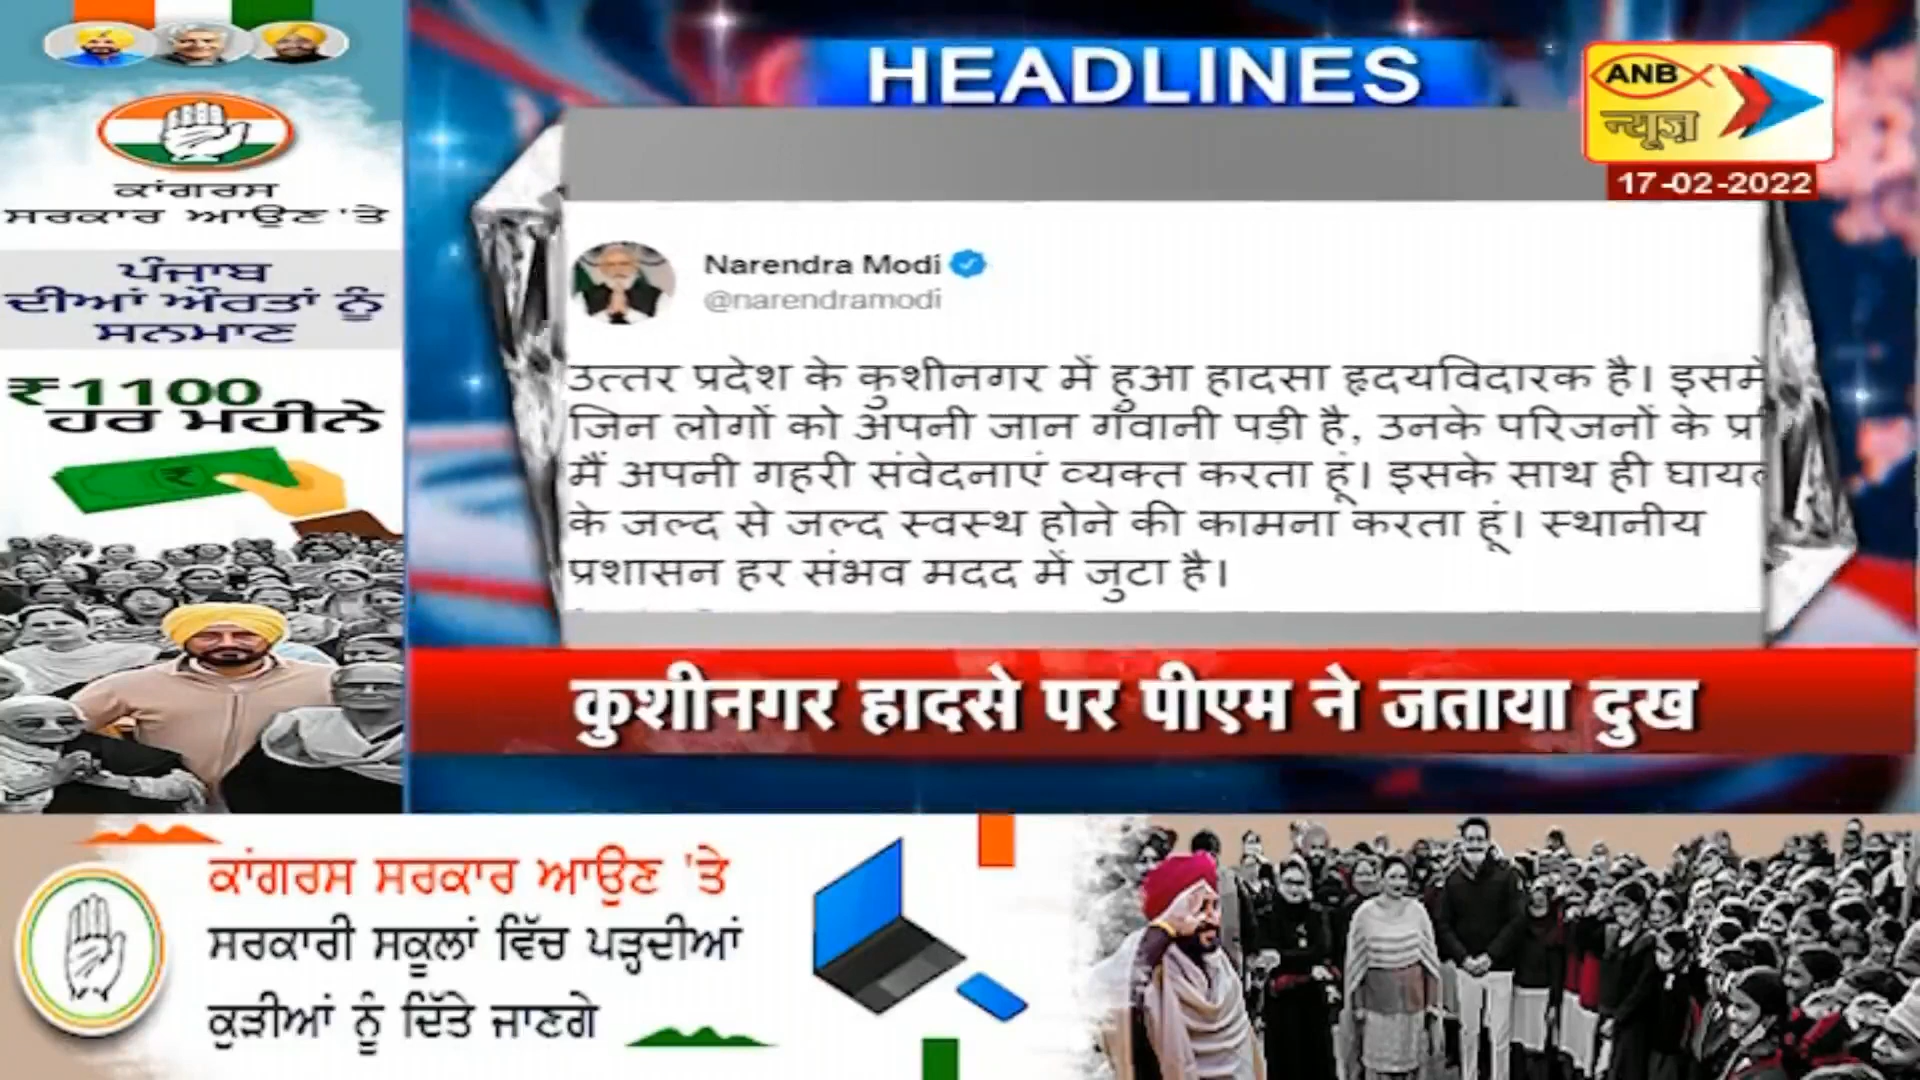 HEADLINES
ANB
न्यूज़
17-02-2022
Narendra Modi
@narendramodi
उत्तर प्रदेश के कुशीनगर में हुआ हादसा हृदयविदारक है। इसमें
जिन लोगों को अपनी जान गंवानी पड़ी है, उनके परिजनों के
मैं अपनी गहरी संवेदनाएं व्यक्त करता हूं। इसके साथ ही
के जल्द से जल्द स्वस्थ होने की कामना करता हूं। स्थानीय
प्रशासन हर संभव मदद में जुटा है।
कुशीनगर हादसे पर पीएम ने जताया दुख
ਕਾਂਗਰਸ
ਸਰਕਾਰ ਆਉਣ 'ਤੇ
ਪੰਜਾਬ
ਦੀਆਂ ਔਰਤਾਂ ਨੂੰ
ਸਨਮਾਣ
₹1100
ਹਰ ਮਹੀਨੇ
ਕਾਂਗਰਸ ਸਰਕਾਰ ਆਉਣ 'ਤੇ
ਸਰਕਾਰੀ ਸਕੂਲਾਂ ਵਿੱਚ ਪੜ੍ਹਦੀਆਂ
ਕੁੜੀਆਂ ਨੂੰ ਦਿੱਤੇ ਜਾਣਗੇ